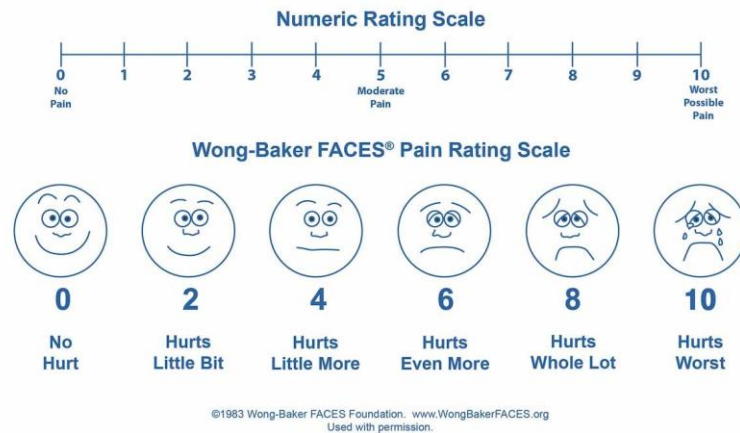 Numeric Rating Scale
0 1 2 3 4 5 6 7 8 9 10
No
Pain
Moderate
Pain
Worst
Possible
Pain
Wong-Baker FACES® Pain Rating Scale
0 2 4 6 8 10
No
Hurt
Hurts
Little Bit
Hurts
Little More
Hurts
Even More
Hurts
Whole Lot
Hurts
Worst
©1983 Wong-Baker FACES Foundation. www.WongBakerFACES.org
Used with permission.